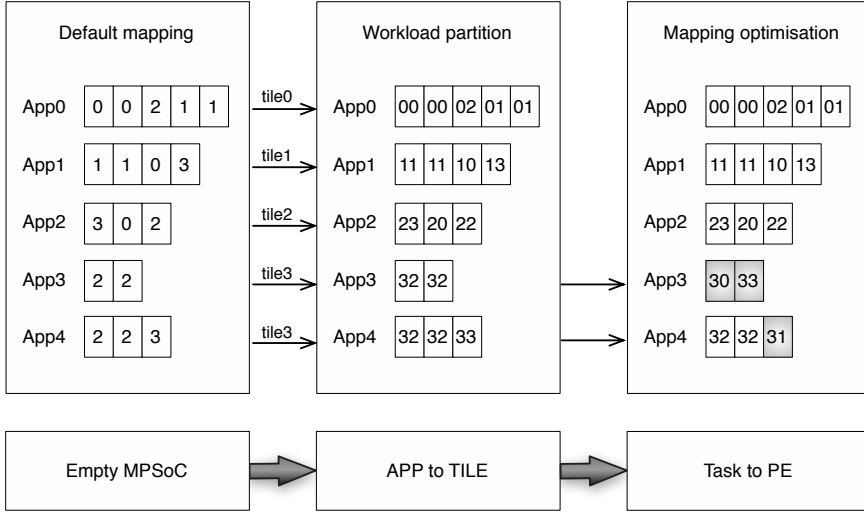 Default mapping Workload partition Mapping optimisation
App0 0 0 2 1 1 tile0 App0 00 00 02 01 01 App0 00 00 02 01 01
App1 1 1 0 3 tile1 App1 11 11 10 13 App1 11 11 10 13
App2 3 0 2 tile2 App2 23 20 22 App2 23 20 22
App3 2 2 tile3 App3 32 32 App3 30 33
App4 2 2 3 tile3 App4 32 32 33 App4 32 32 31
Empty MPSoC APP to TILE Task to PE